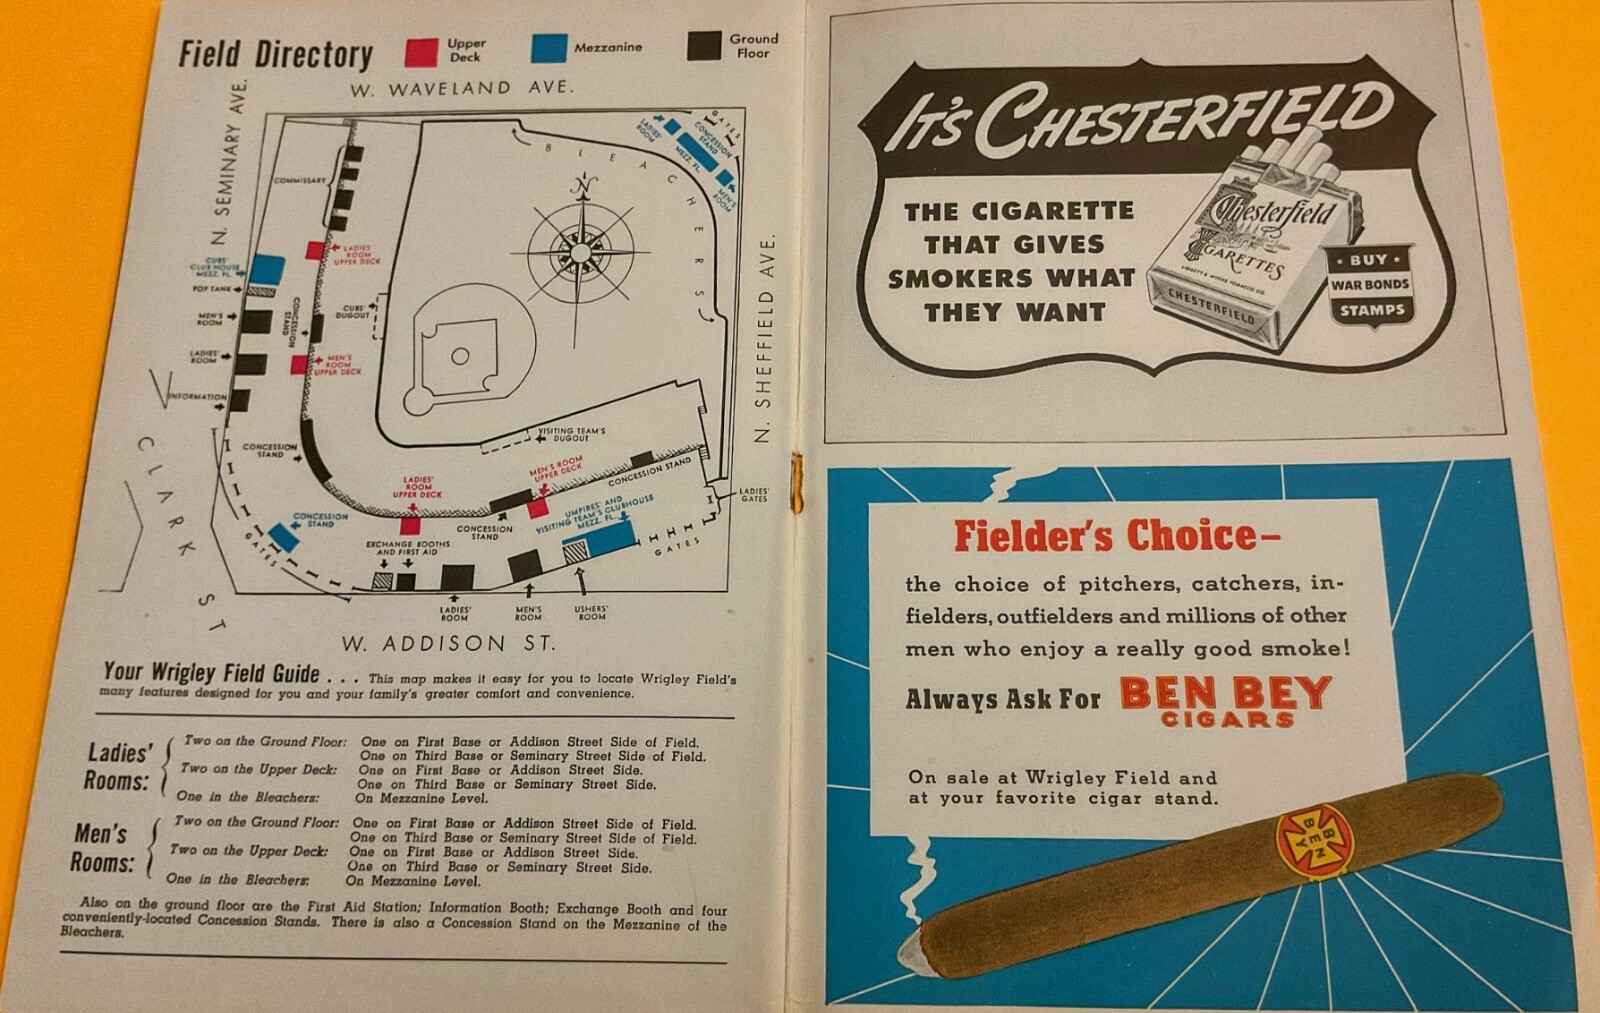 Field Directory
Upper
Deck
Mezzanine
Ground
Floor
W. WAVELAND AVE.
N. SEMINARY AVE.
N. SHEFFIELD AVE.
CLARK ST
W. ADDISON ST.
BLEACHERS
GATES
LADIES'
ROOM
CONCESSION
STAND
MEZZ. FL.
MEN'S
ROOM
N
COMMISSARY
LADIES'
ROOM
UPPER DECK
CUBS'
CLUB HOUSE
MEZZ. FL.
POP TANK
CUBS'
DUGOUT
MEN'S
ROOM
CONCESSION
STAND
LADIES'
ROOM
MEN'S
ROOM
UPPER DECK
INFORMATION
CONCESSION
STAND
VISITING TEAM'S
DUGOUT
MEN'S ROOM
UPPER DECK
CONCESSION STAND
LADIES'
ROOM
UPPER DECK
LADIES'
GATES
CONCESSION
STAND
UMPIRES' AND
VISITING TEAM'S CLUBHOUSE
MEZZ. FL.
CONCESSION
STAND
GATES
GATES
EXCHANGE BOOTHS
AND FIRST AID
LADIES'
ROOM
MEN'S
ROOM
USHERS'
ROOM
Your Wrigley Field Guide . . . This map makes it easy for you to locate Wrigley Field's
many features designed for you and your family's greater comfort and convenience.
Ladies'
Rooms:
Two on the Ground Floor: One on First Base or Addison Street Side of Field.
One on Third Base or Seminary Street Side of Field.
Two on the Upper Deck: One on First Base or Addison Street Side.
One on Third Base or Seminary Street Side.
One in the Bleachers: On Mezzanine Level.
Men's
Rooms:
Two on the Ground Floor: One on First Base or Addison Street Side of Field.
One on Third Base or Seminary Street Side of Field.
Two on the Upper Deck: One on First Base or Addison Street Side.
One on Third Base or Seminary Street Side.
One in the Bleachers: On Mezzanine Level.
Also on the ground floor are the First Aid Station; Information Booth; Exchange Booth and four
conveniently-located Concession Stands. There is also a Concession Stand on the Mezzanine of the
Bleachers.
IT'S CHESTERFIELD
THE CIGARETTE
THAT GIVES
SMOKERS WHAT
THEY WANT
Chesterfield
CIGARETTES
LIGGETT & MYERS TOBACCO CO.
CHESTERFIELD
BUY
WAR BONDS
STAMPS
Fielder's Choice–
the choice of pitchers, catchers, in-
fielders, outfielders and millions of other
men who enjoy a really good smoke!
Always Ask For BEN BEY
CIGARS
On sale at Wrigley Field and
at your favorite cigar stand.
BEN
BEY